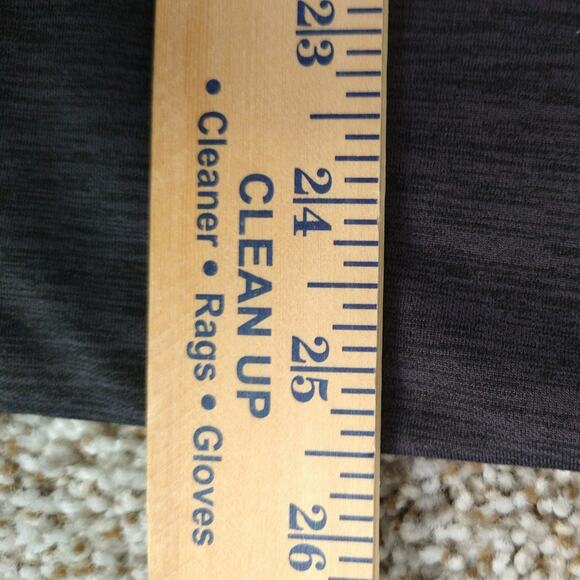 23
24
25
26
CLEAN UP
• Cleaner • Rags • Gloves